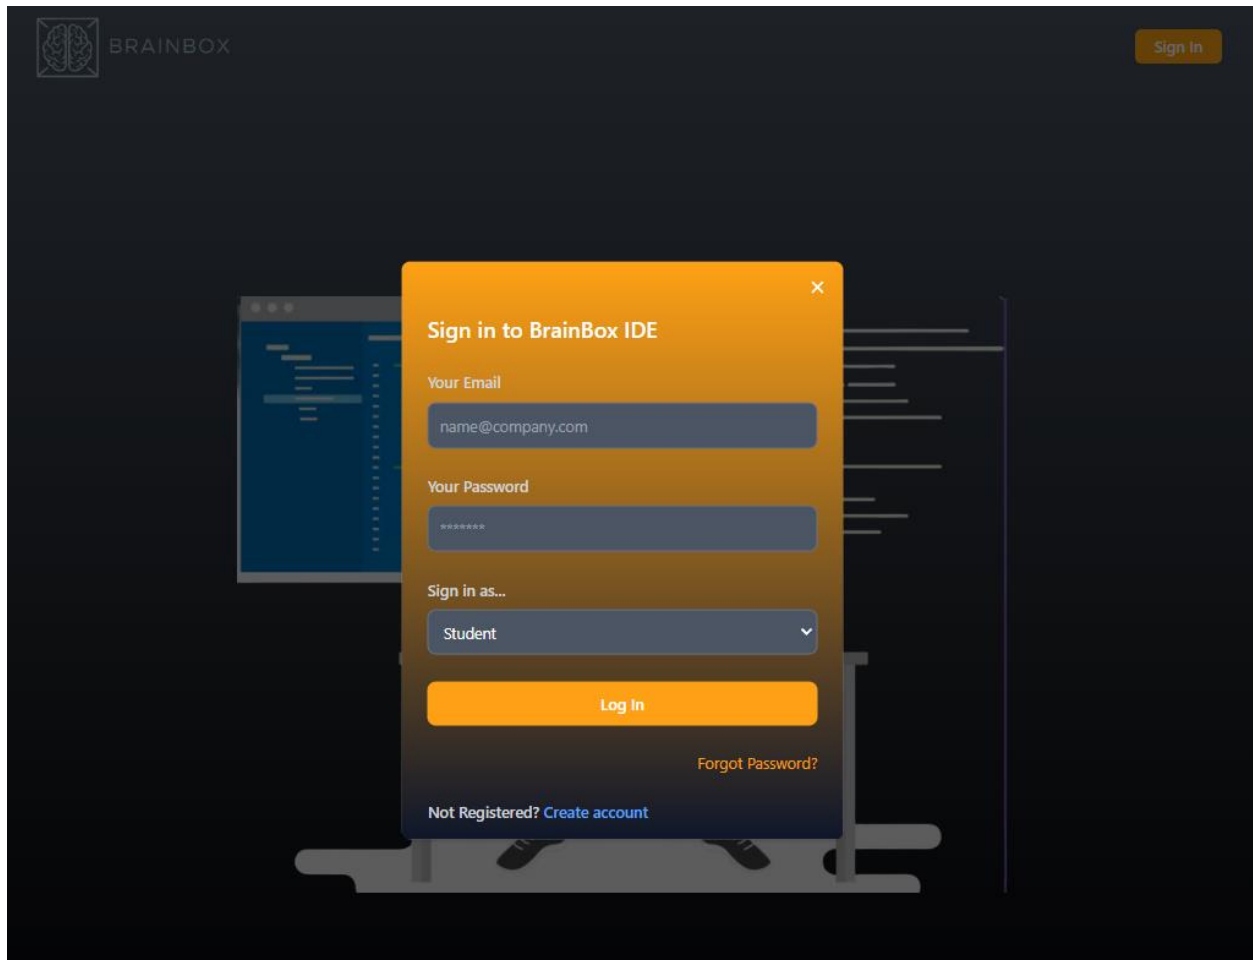 BRAINBOX
Sign In
×
Sign in to BrainBox IDE
Your Email
name@company.com
Your Password
*******
Sign in as...
Student
Log In
Forgot Password?
Not Registered? Create account